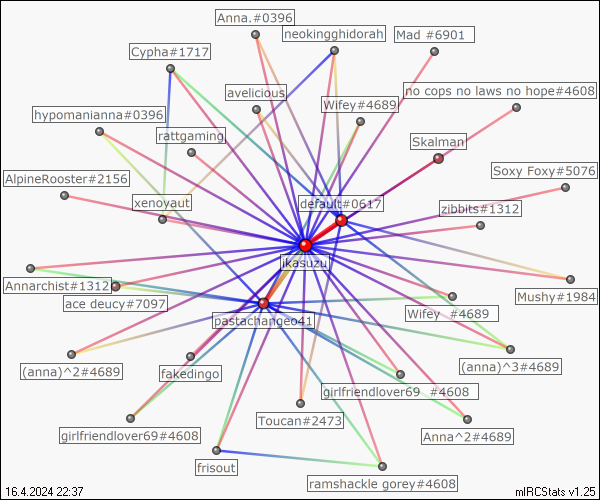 Anna.#0396
neokingghidorah
Mad #6901
Cypha#1717
no cops no laws no hope#4608
avelicious
Wifey#4689
hypomanianna#0396
rattgaming
Skalman
Soxy Foxy#5076
AlpineRooster#2156
xenoyaut
default#0617
zibbits#1312
ikasuzu
Annarchist#1312
ace deucy#7097
Mushy#1984
Wifey  #4689
pastachangeo41
(anna)^2#4689
fakedingo
(anna)^3#4689
girlfriendlover69  #4608
Toucan#2473
girlfriendlover69#4608
Anna^2#4689
frisout
ramshackle gorey#4608
16.4.2024 22:37
mIRCStats v1.25